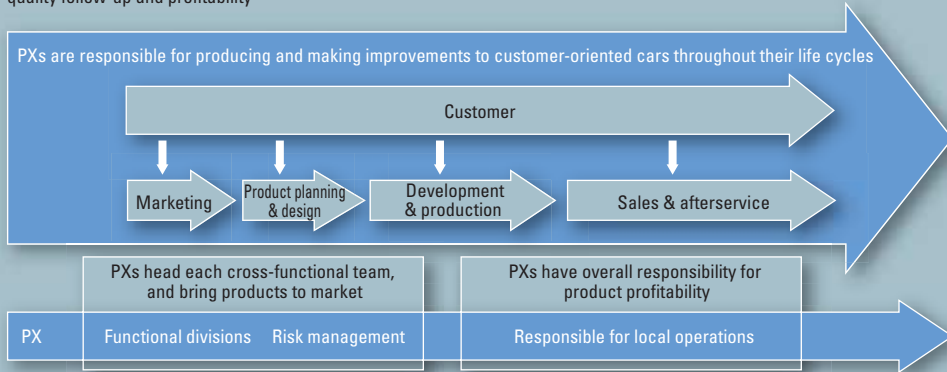 quality follow-up and profitability
PXs are responsible for producing and making improvements to customer-oriented cars throughout their life cycles
Customer
Marketing
Product planning
& design
Development
& production
Sales & afterservice
PXs head each cross-functional team,
and bring products to market
PXs have overall responsibility for
product profitability
PX
Functional divisions
Risk management
Responsible for local operations